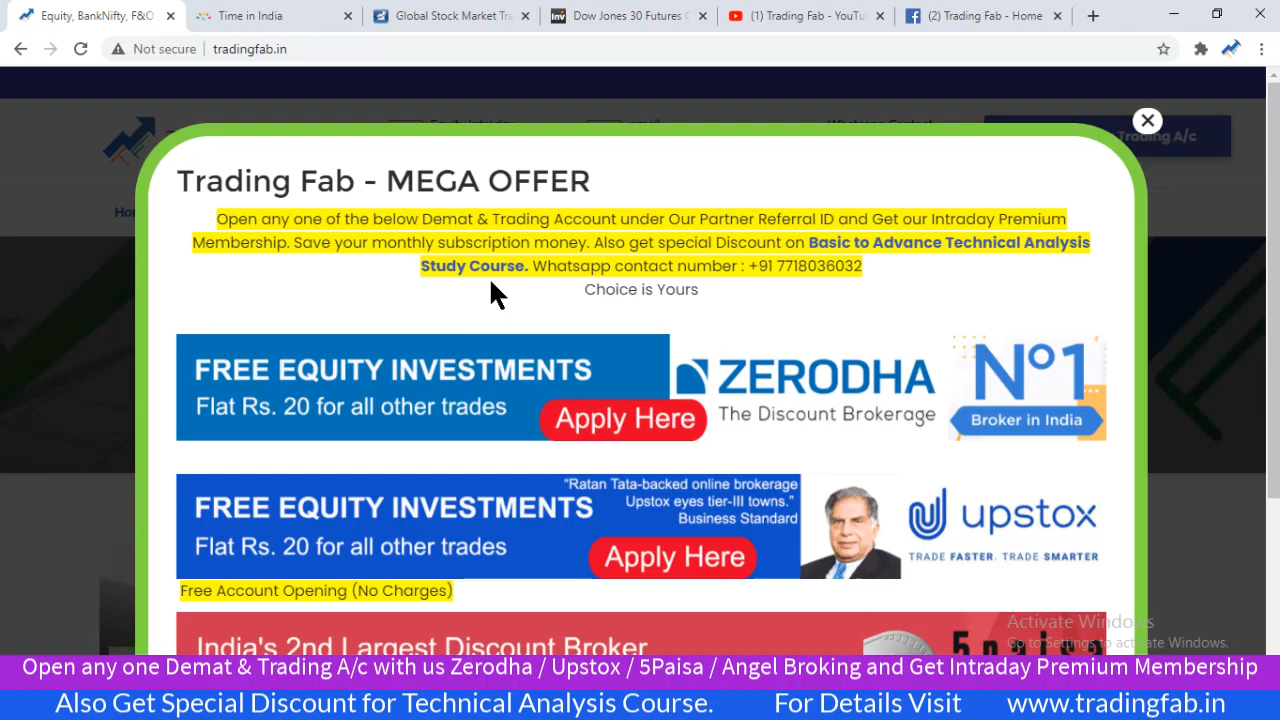 Equity, BankNifty, F&O
Time in India
Global Stock Market Tra
Dow Jones 30 Futures
(1) Trading Fab - YouTu
(2) Trading Fab - Home
Not secure
tradingfab.in
Trading A/c
Trading Fab - MEGA OFFER
Open any one of the below Demat & Trading Account under Our Partner Referral ID and Get our Intraday Premium
Membership. Save your monthly subscription money. Also get special Discount on Basic to Advance Technical Analysis
Study Course. Whatsapp contact number : +91 7718036032
Choice is Yours
FREE EQUITY INVESTMENTS
Flat Rs. 20 for all other trades
Apply Here
ZERODHA
The Discount Brokerage
Nº1
Broker in India
FREE EQUITY INVESTMENTS
Flat Rs. 20 for all other trades
"Ratan Tata-backed online brokerage
Upstox eyes tier-III towns."
Business Standard
Apply Here
upstox
TRADE FASTER. TRADE SMARTER
Free Account Opening (No Charges)
India's 2nd Largest Discount Broker
Activate Windows
Go to Settings to activate Windows.
Open any one Demat & Trading A/c with us Zerodha / Upstox / 5Paisa / Angel Broking and Get Intraday Premium Membership
Also Get Special Discount for Technical Analysis Course. For Details Visit www.tradingfab.in